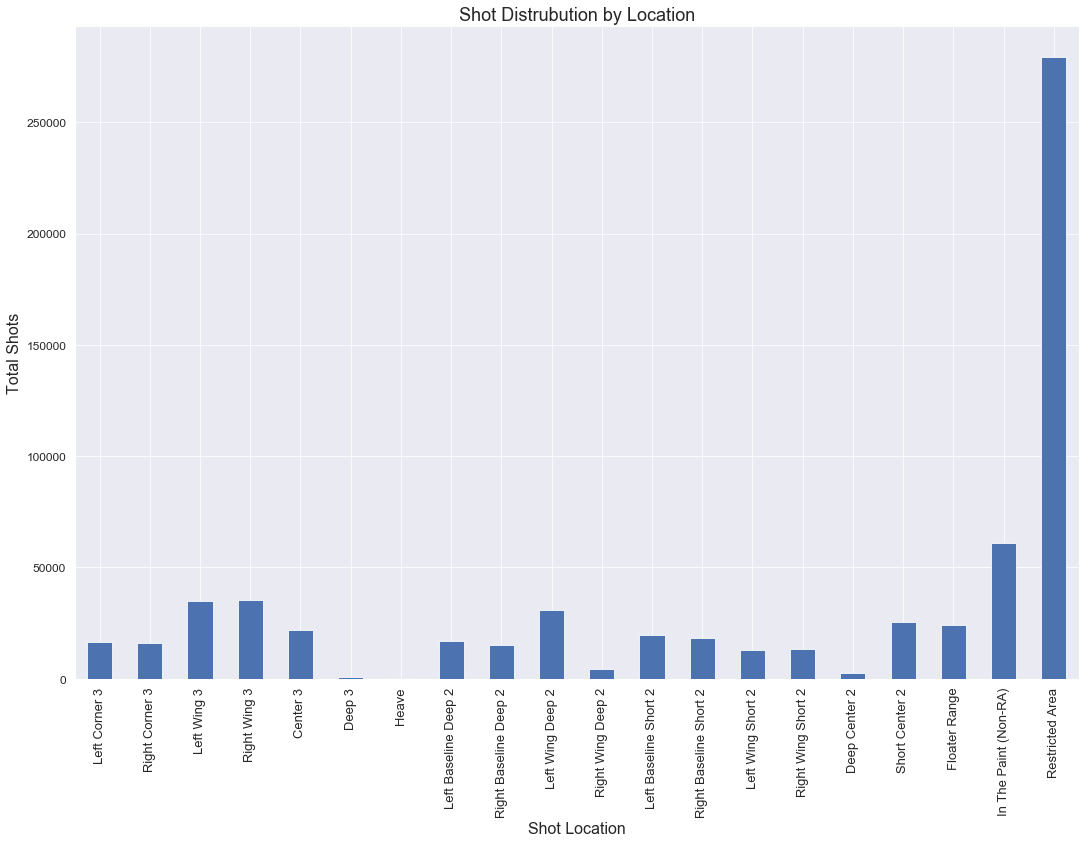 Shot Distrubution by Location
Total Shots
250000
200000
150000
100000
50000
0
Left Corner 3
Right Corner 3
Left Wing 3
Right Wing 3
Center 3
Deep 3
Heave
Left Baseline Deep 2
Right Baseline Deep 2
Left Wing Deep 2
Right Wing Deep 2
Left Baseline Short 2
Right Baseline Short 2
Left Wing Short 2
Right Wing Short 2
Deep Center 2
Short Center 2
Floater Range
In The Paint (Non-RA)
Restricted Area
Shot Location